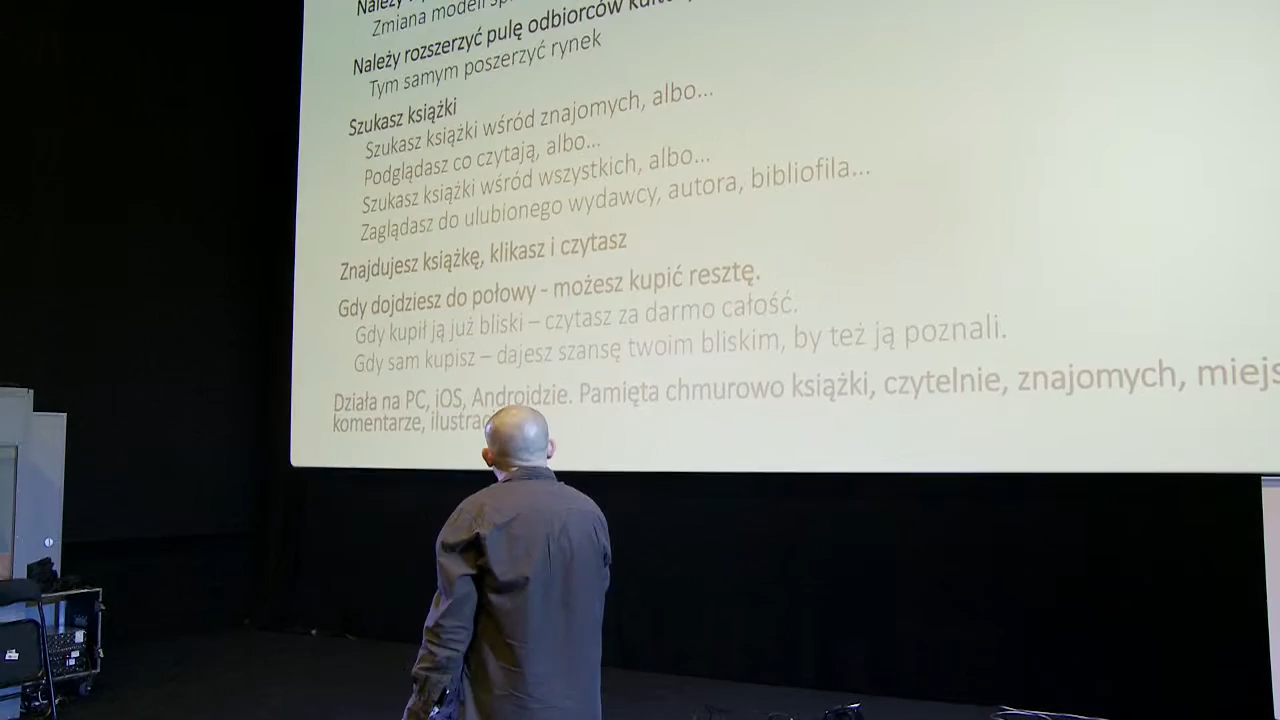 Należy
Zmiana modeli
Należy rozszerzyć pulę odbiorców
Tym samym poszerzyć rynek
Szukasz książki
Szukasz książki wśród znajomych, albo...
Podglądasz co czytają, albo...
Szukasz książki wśród wszystkich, albo...
Zaglądasz do ulubionego wydawcy, autora, bibliofila...
Znajdujesz książkę, klikasz i czytasz
Gdy dojdziesz do połowy - możesz kupić resztę.
Gdy kupił ją już bliski – czytasz za darmo całość.
Gdy sam kupisz – dajesz szansę twoim bliskim, by też ją poznali.
Działa na PC, iOS, Androidzie. Pamięta chmurowo książki, czytelnie, znajomych, miejs
komentarze, ilustrac